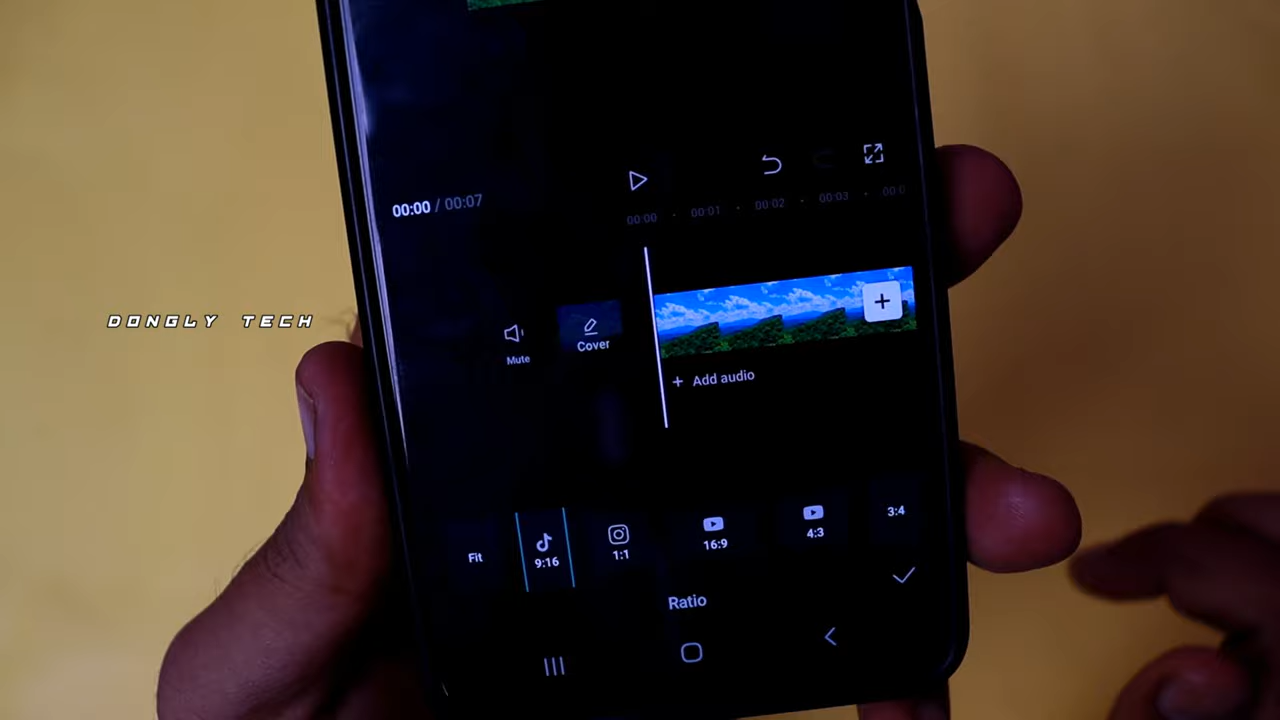 00:00 / 00:07
00:00 00:01 00:02 00:03
DONGLY TECH
Mute
Cover
+ Add audio
Fit
9:16
1:1
16:9
4:3
3:4
Ratio